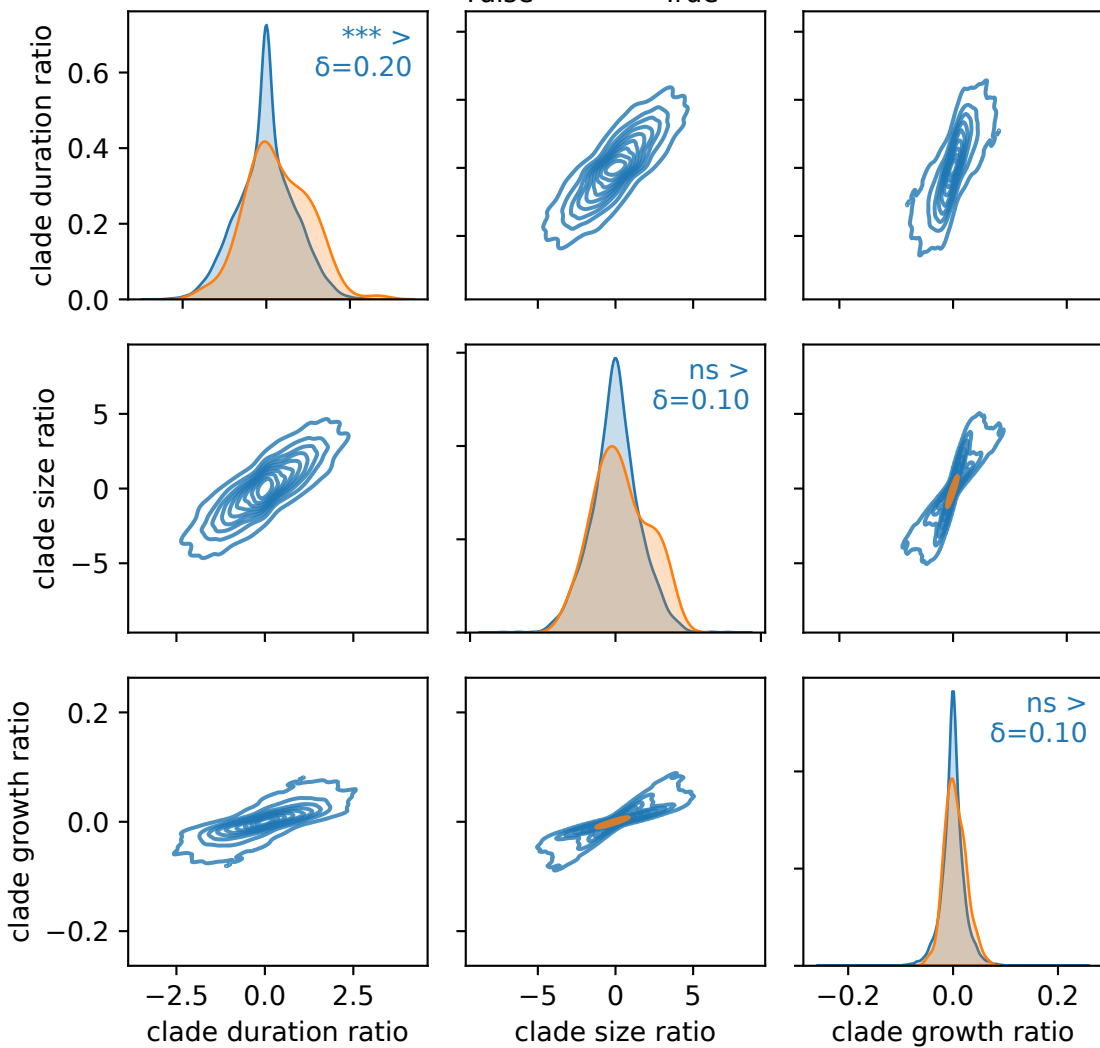 True
*** >
δ=0.20
clade duration ratio
0.6
0.4
0.2
0.0
ns >
δ=0.10
clade size ratio
5
0
−5
ns >
δ=0.10
clade growth ratio
0.2
0.0
−0.2
−2.5 0.0 2.5 −5 0 5 −0.2 0.0 0.2
clade duration ratio clade size ratio clade growth ratio